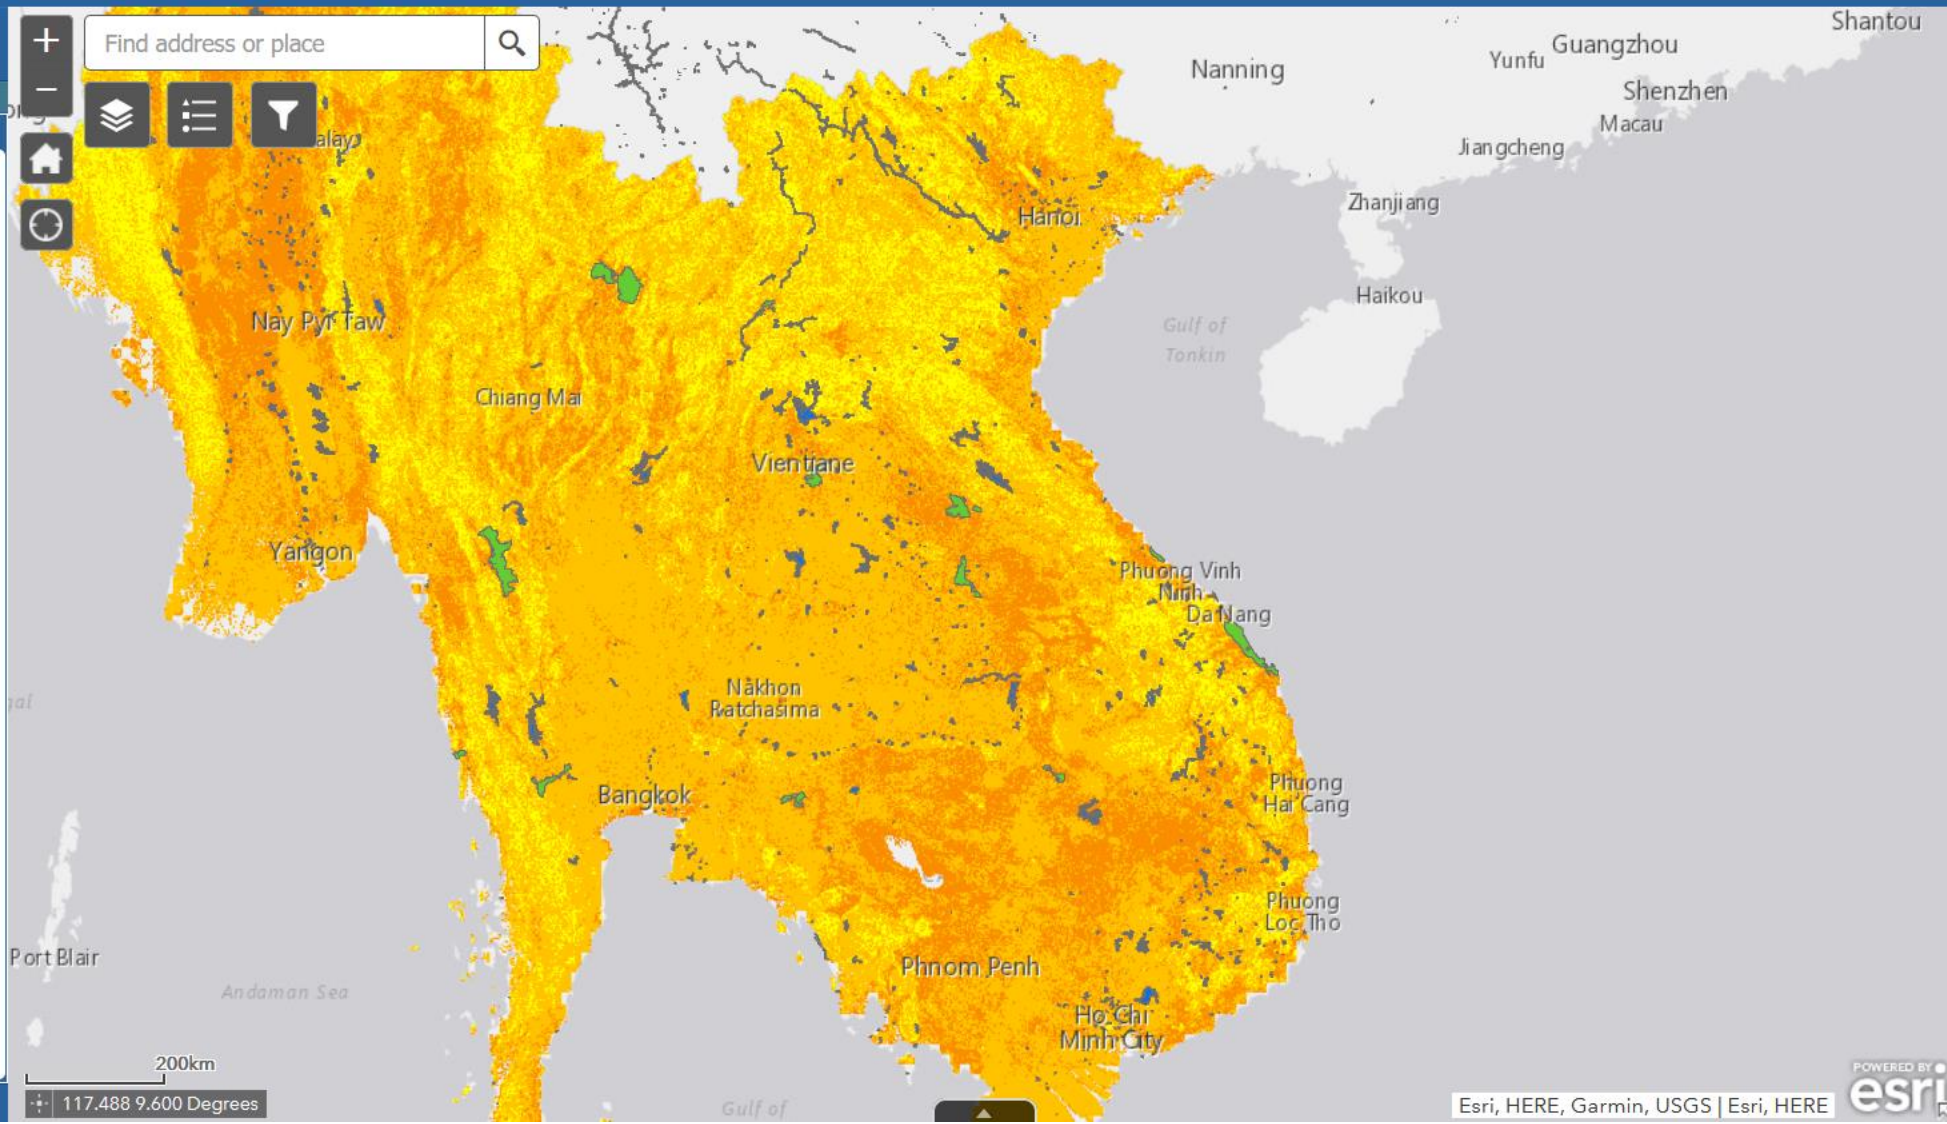 +
Find address or place
−
Shantou
Guangzhou
Yunfu
Nanning
Shenzhen
Macau
alay
Jiangcheng
Zhanjiang
Hanoi
Haikou
Nay Pyi Taw
Gulf of
Tonkin
Chiang Mai
Vientiane
Yangon
Phuong Vinh
Ninh
Da Nang
Nakhon
Ratchasima
Bangkok
Phuong
Hai Cang
Phuong
Loc Tho
Port Blair
Phnom Penh
Andaman Sea
Ho Chi
Minh City
200km
117.488 9.600 Degrees
Gulf of
Esri, HERE, Garmin, USGS | Esri, HERE
POWERED BY
esri